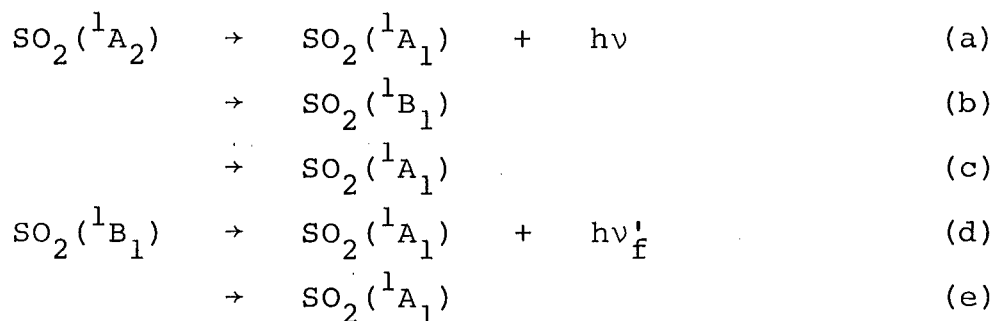 SO₂(¹A₂) → SO₂(¹A₁) + hν (a)
→ SO₂(¹B₁) (b)
→ SO₂(¹A₁) (c)
SO₂(¹B₁) → SO₂(¹A₁) + hν'f (d)
→ SO₂(¹A₁) (e)